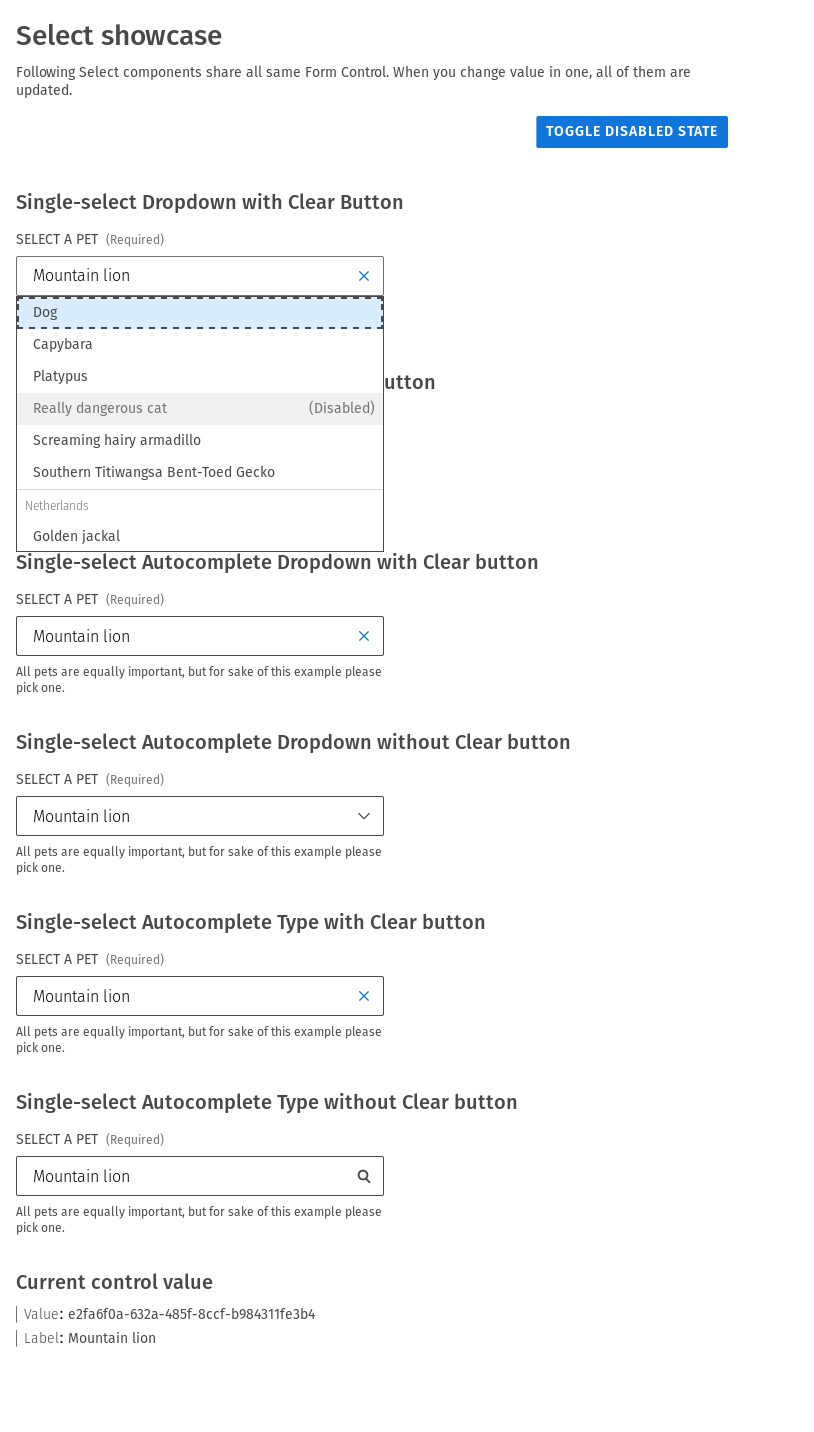 Select showcase
Following Select components share all same Form Control. When you change value in one, all of them are
updated.
TOGGLE DISABLED STATE
Single-select Dropdown with Clear Button
SELECT A PET (Required)
Mountain lion
Dog
Capybara
Platypus
utton
Really dangerous cat (Disabled)
Screaming hairy armadillo
Southern Titiwangsa Bent-Toed Gecko
Netherlands
Golden jackal
Single-select Autocomplete Dropdown with Clear button
SELECT A PET (Required)
Mountain lion
All pets are equally important, but for sake of this example please
pick one.
Single-select Autocomplete Dropdown without Clear button
SELECT A PET (Required)
Mountain lion
All pets are equally important, but for sake of this example please
pick one.
Single-select Autocomplete Type with Clear button
SELECT A PET (Required)
Mountain lion
All pets are equally important, but for sake of this example please
pick one.
Single-select Autocomplete Type without Clear button
SELECT A PET (Required)
Mountain lion
All pets are equally important, but for sake of this example please
pick one.
Current control value
Value: e2fa6f0a-632a-485f-8ccf-b984311fe3b4
Label: Mountain lion